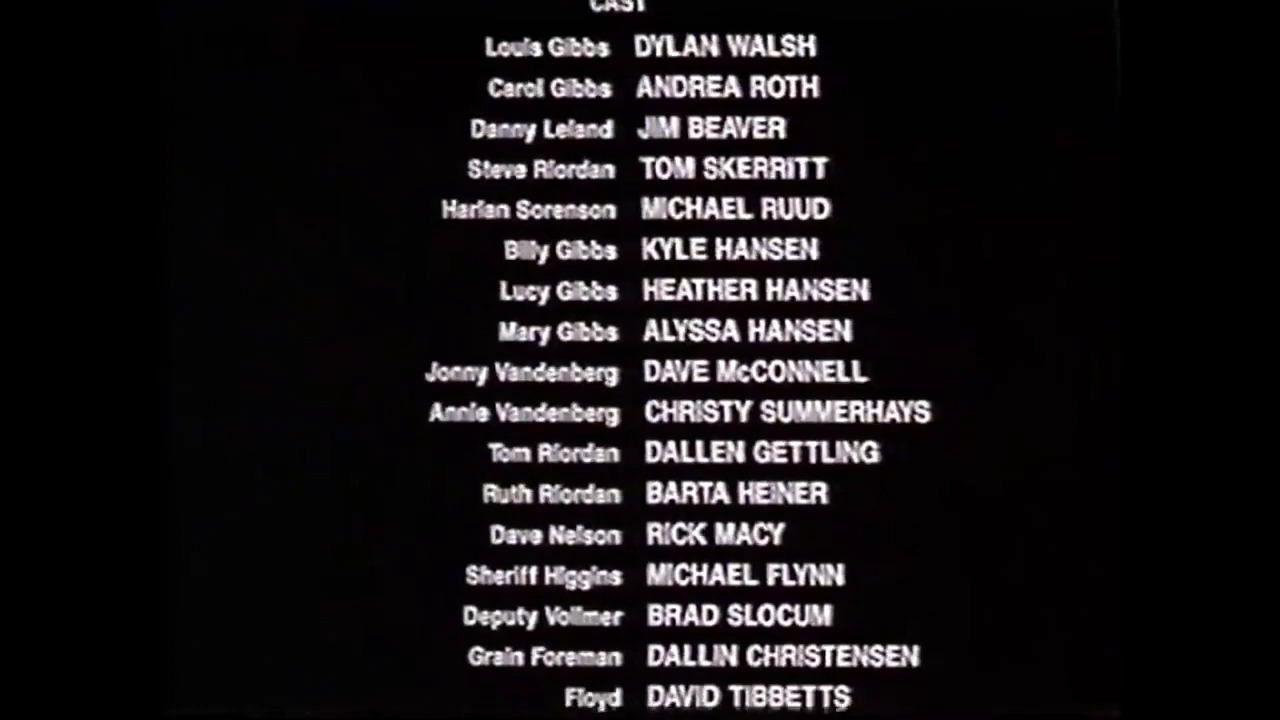 CAST
Louis Gibbs DYLAN WALSH
Carol Gibbs ANDREA ROTH
Danny Leland JIM BEAVER
Steve Riordan TOM SKERRITT
Harlan Sorenson MICHAEL RUUD
Billy Gibbs KYLE HANSEN
Lucy Gibbs HEATHER HANSEN
Mary Gibbs ALYSSA HANSEN
Jonny Vandenberg DAVE McCONNELL
Annie Vandenberg CHRISTY SUMMERHAYS
Tom Riordan DALLEN GETTLING
Ruth Riordan BARTA HEINER
Dave Nelson RICK MACY
Sheriff Higgins MICHAEL FLYNN
Deputy Vollmer BRAD SLOCUM
Grain Foreman DALLIN CHRISTENSEN
Floyd DAVID TIBBETTS